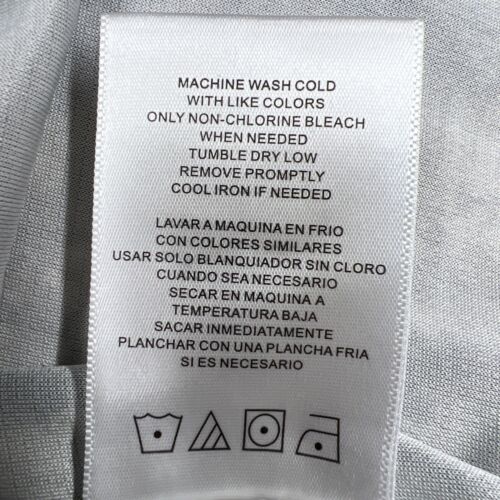 MACHINE WASH COLD
WITH LIKE COLORS
ONLY NON-CHLORINE BLEACH
WHEN NEEDED
TUMBLE DRY LOW
REMOVE PROMPTLY
COOL IRON IF NEEDED
LAVAR A MAQUINA EN FRIO
CON COLORES SIMILARES
USAR SOLO BLANQUIADOR SIN CLORO
CUANDO SEA NECESARIO
SECAR EN MAQUINA A
TEMPERATURA BAJA
SACAR INMEDIATAMENTE
PLANCHAR CON UNA PLANCHA FRIA
SI ES NECESARIO